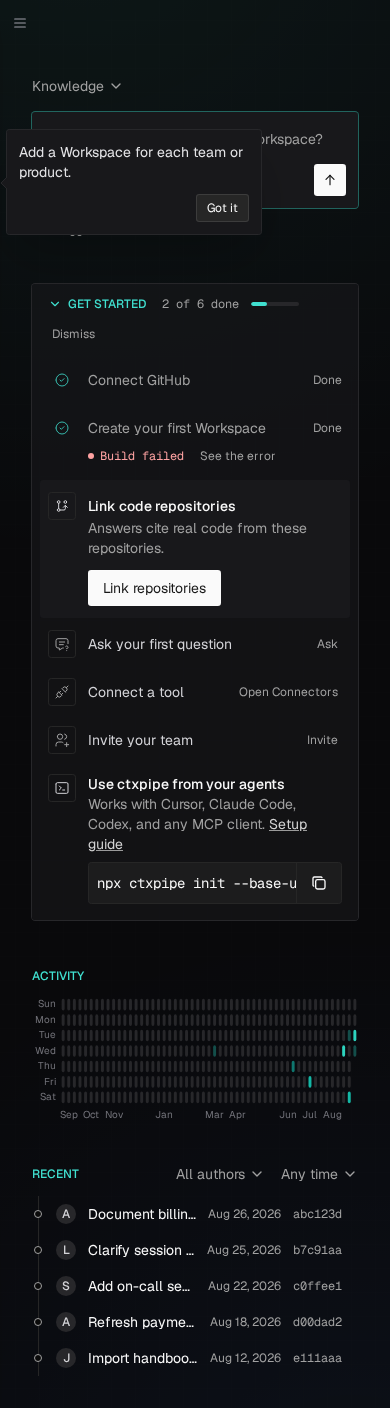 Knowledge
orkspace?
Add a Workspace for each team or
product.
Got it
GET STARTED 2 of 6 done
Dismiss
Connect GitHub Done
Create your first Workspace Done
Build failed See the error
Link code repositories
Answers cite real code from these
repositories.
Link repositories
Ask your first question Ask
Connect a tool Open Connectors
Invite your team Invite
Use ctxpipe from your agents
Works with Cursor, Claude Code,
Codex, and any MCP client. Setup
guide
npx ctxpipe init --base-u
ACTIVITY
Sun
Mon
Tue
Wed
Thu
Fri
Sat
Sep Oct Nov Jan Mar Apr Jun Jul Aug
RECENT All authors Any time
A Document billin… Aug 26, 2026 abc123d
L Clarify session … Aug 25, 2026 b7c91aa
S Add on-call se… Aug 22, 2026 c0ffee1
A Refresh payme… Aug 18, 2026 d00dad2
J Import handboo… Aug 12, 2026 e111aaa